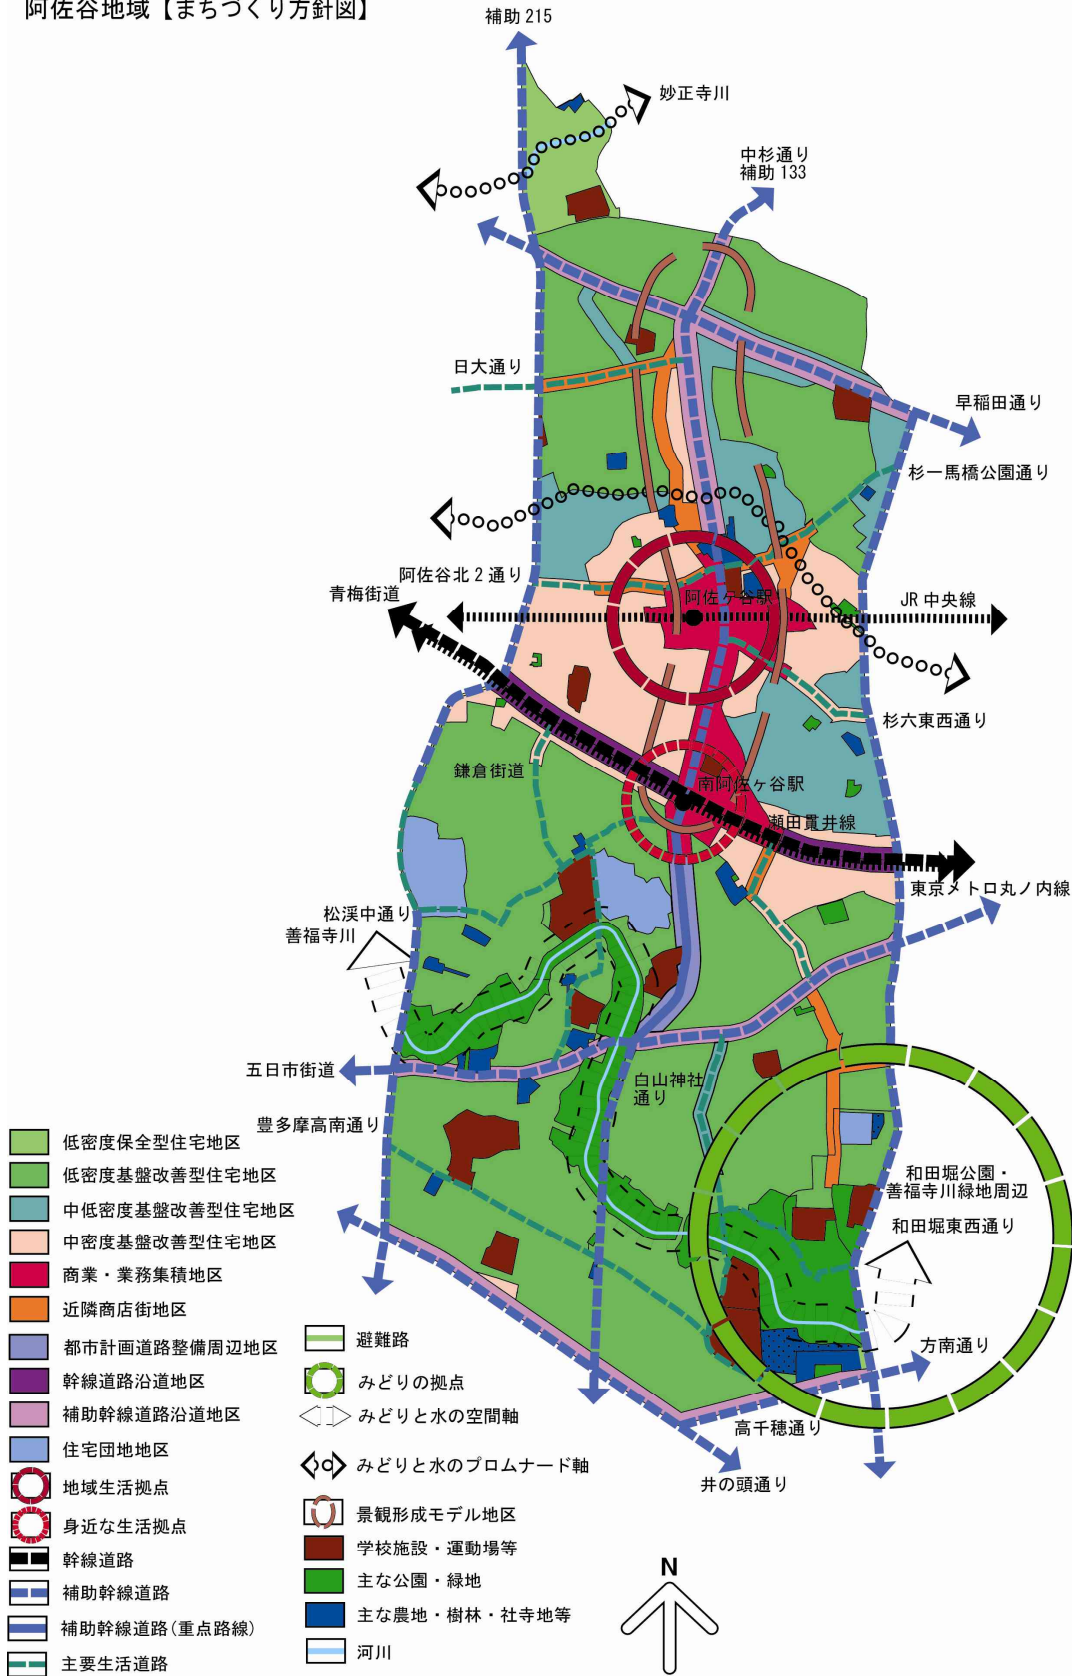 阿佐谷地域【まちづくり方針図】
補助215
妙正寺川
中杉通り
補助133
日大通り
早稲田通り
杉一馬橋公園通り
阿佐谷北2通り
青梅街道
阿佐ヶ谷駅
JR中央線
杉六東西通り
鎌倉街道
南阿佐ヶ谷駅
瀬田貫井線
東京メトロ丸ノ内線
松渓中通り
善福寺川
五日市街道
白山神社
通り
豊多摩高南通り
和田堀公園・
善福寺川緑地周辺
和田堀東西通り
方南通り
高千穂通り
井の頭通り
低密度保全型住宅地区
低密度基盤改善型住宅地区
中低密度基盤改善型住宅地区
中密度基盤改善型住宅地区
商業・業務集積地区
近隣商店街地区
都市計画道路整備周辺地区
幹線道路沿道地区
補助幹線道路沿道地区
住宅団地地区
地域生活拠点
身近な生活拠点
幹線道路
補助幹線道路
補助幹線道路(重点路線)
主要生活道路
避難路
みどりの拠点
みどりと水の空間軸
みどりと水のプロムナード軸
景観形成モデル地区
学校施設・運動場等
主な公園・緑地
主な農地・樹林・社寺地等
河川
N